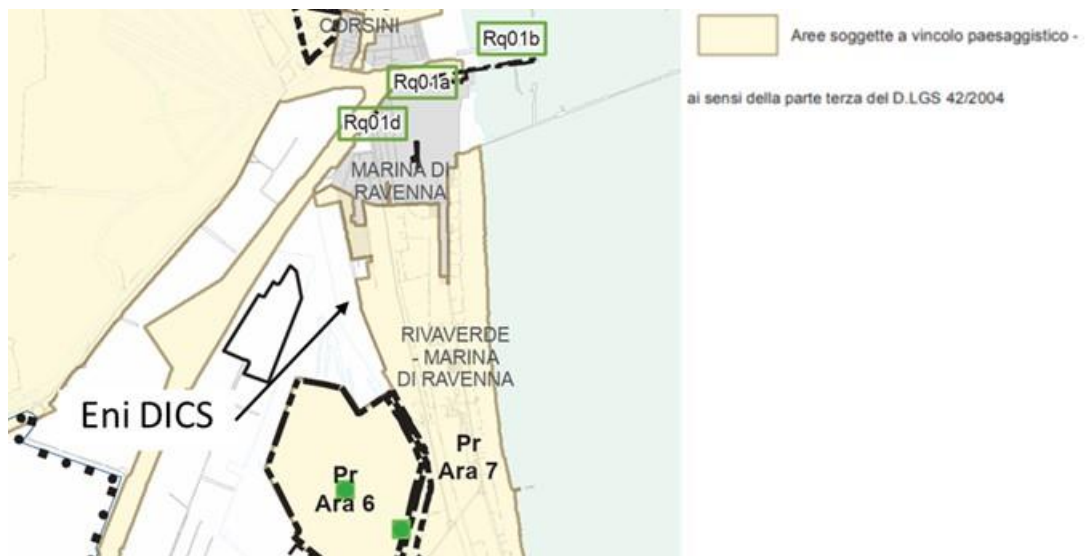 CORSINI
Rq01b
Rq01a
Rq01d
MARINA DI
RAVENNA
RIVAVERDE
- MARINA
DI RAVENNA
Eni DICS
Pr
Ara 7
Pr
Ara 6
Aree soggette a vincolo paesaggistico -
ai sensi della parte terza del D.LGS 42/2004